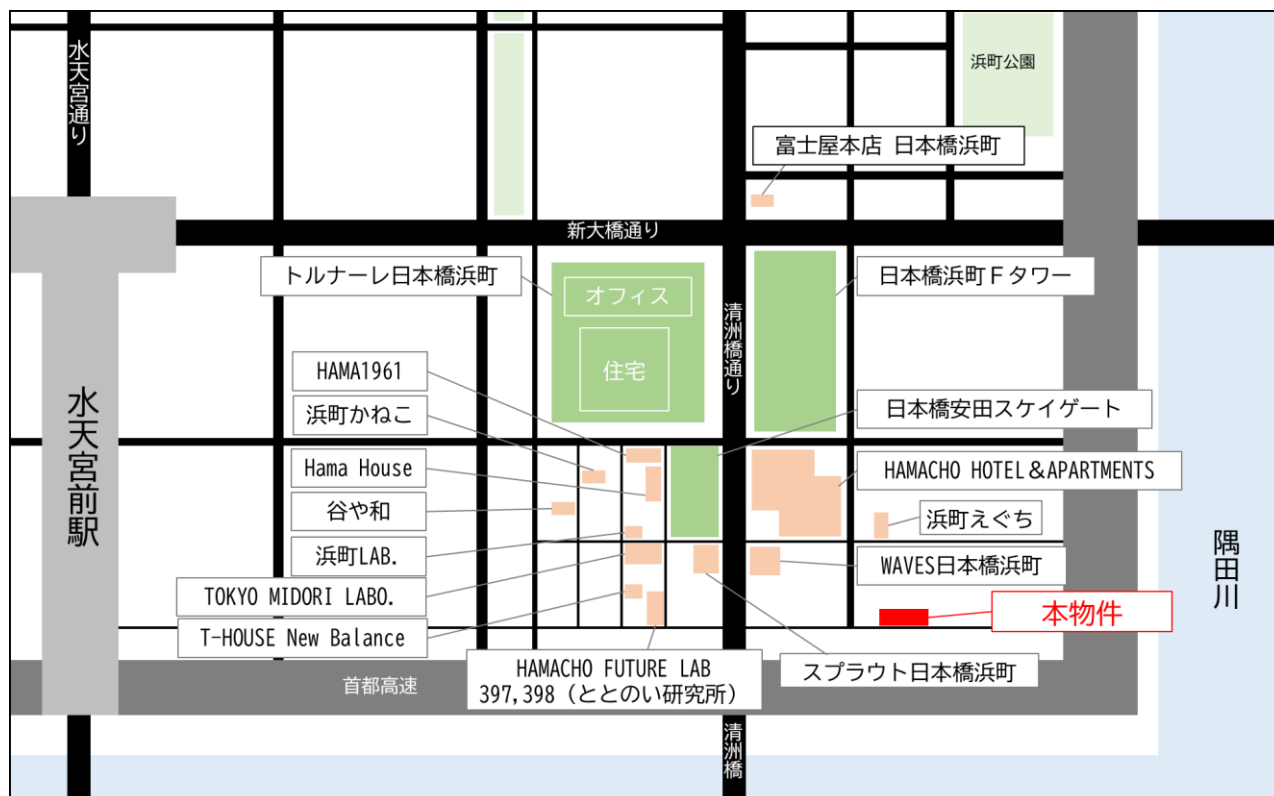 水天宮通り
浜町公園
富士屋本店 日本橋浜町
新大橋通り
トルナーレ日本橋浜町
オフィス
住宅
清洲橋通り
日本橋浜町Ｆタワー
HAMA1961
浜町かねこ
Hama House
谷や和
浜町LAB.
TOKYO MIDORI LABO.
T-HOUSE New Balance
水天宮前駅
日本橋安田スケイゲート
HAMACHO HOTEL＆APARTMENTS
浜町えぐち
WAVES日本橋浜町
本物件
隅田川
スプラウト日本橋浜町
HAMACHO FUTURE LAB
397,398（ととのい研究所）
首都高速
清洲橋